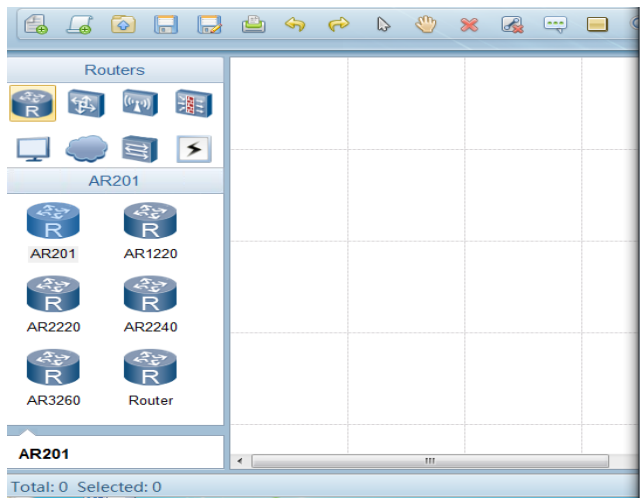 Routers
R
AR201
R R
AR201 AR1220
R R
AR2220 AR2240
R R
AR3260 Router
AR201
Total: 0 Selected: 0